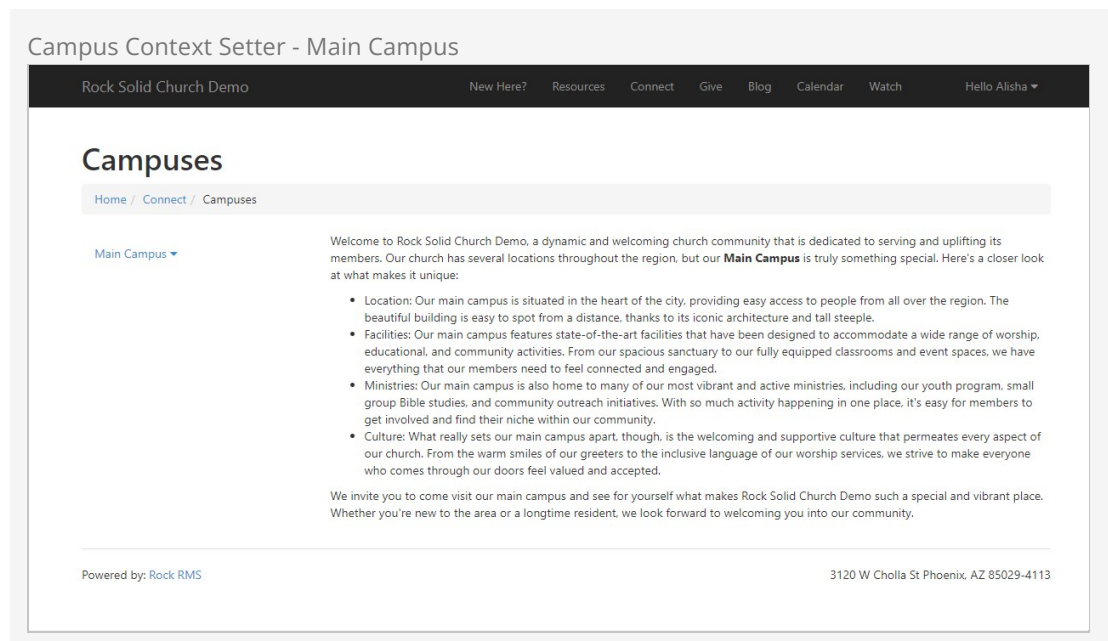 Campus Context Setter - Main Campus
Rock Solid Church Demo New Here? Resources Connect Give Blog Calendar Watch Hello Alisha
Campuses
Home / Connect / Campuses
Main Campus
Welcome to Rock Solid Church Demo, a dynamic and welcoming church community that is dedicated to serving and uplifting its
members. Our church has several locations throughout the region, but our Main Campus is truly something special. Here's a closer look
at what makes it unique:
• Location: Our main campus is situated in the heart of the city, providing easy access to people from all over the region. The
beautiful building is easy to spot from a distance, thanks to its iconic architecture and tall steeple.
• Facilities: Our main campus features state-of-the-art facilities that have been designed to accommodate a wide range of worship,
educational, and community activities. From our spacious sanctuary to our fully equipped classrooms and event spaces, we have
everything that our members need to feel connected and engaged.
• Ministries: Our main campus is also home to many of our most vibrant and active ministries, including our youth program, small
group Bible studies, and community outreach initiatives. With so much activity happening in one place, it's easy for members to
get involved and find their niche within our community.
• Culture: What really sets our main campus apart, though, is the welcoming and supportive culture that permeates every aspect of
our church. From the warm smiles of our greeters to the inclusive language of our worship services, we strive to make everyone
who comes through our doors feel valued and accepted.
We invite you to come visit our main campus and see for yourself what makes Rock Solid Church Demo such a special and vibrant place.
Whether you're new to the area or a longtime resident, we look forward to welcoming you into our community.
Powered by: Rock RMS 3120 W Cholla St Phoenix, AZ 85029-4113